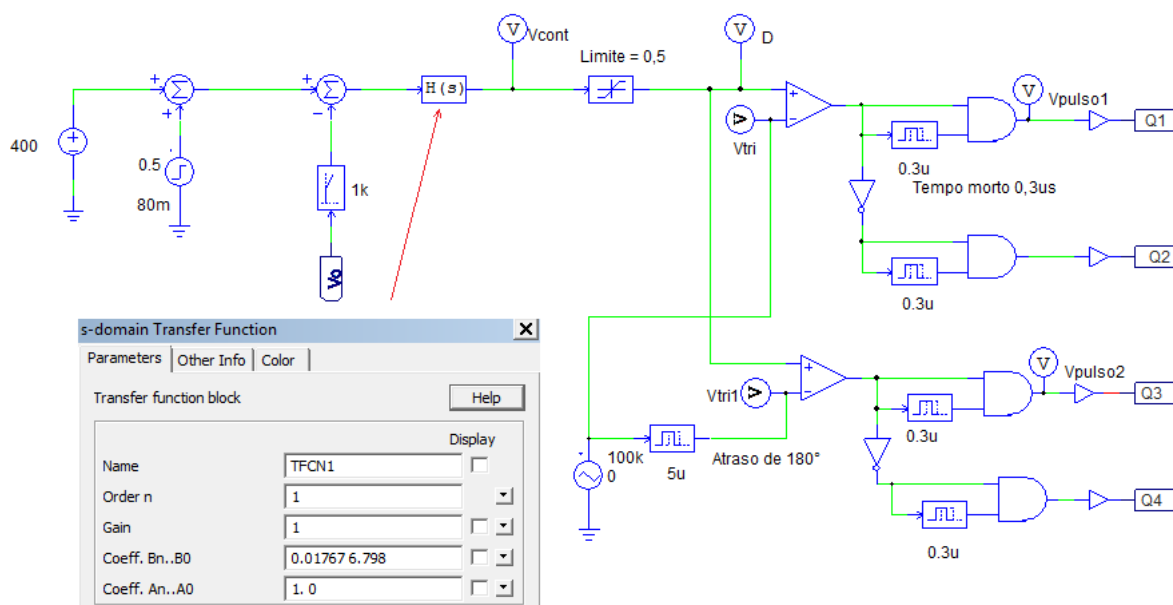 V
Vcont
V
D
Limite = 0,5
H(s)
V
Vpulso1
Q1
400
0.5
80m
1k
Vo
V
Vtri
0.3u
Tempo morto 0,3us
Q2
0.3u
s-domain Transfer Function
Parameters
Other Info
Color
Transfer function block
Help
Display
Name
TFCN1
Order n
1
Gain
1
Coeff. Bn..B0
0.01767 6.798
Coeff. An..A0
1. 0
V
Vtri1
V
Vpulso2
Q3
0.3u
100k
0
5u
Atraso de 180°
Q4
0.3u